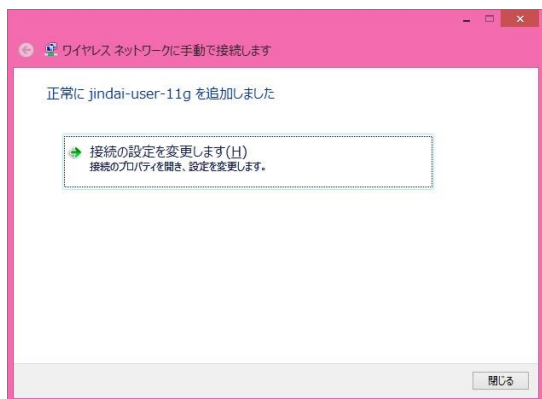 ワイヤレス ネットワークに手動で接続します
正常に jindai-user-11g を追加しました
接続の設定を変更します(H)
接続のプロパティを開き、設定を変更します。
閉じる